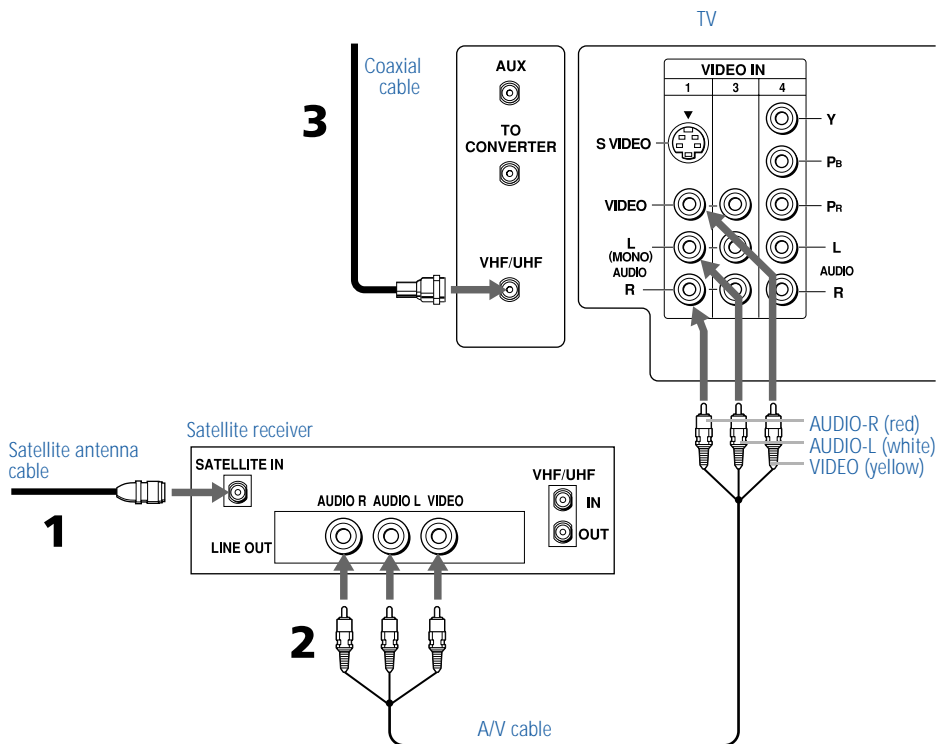 TV
Coaxial
cable
3
AUX
TO
CONVERTER
VHF/UHF
VIDEO IN
1 3 4
S VIDEO
VIDEO
L
(MONO)
AUDIO
R
Y
PB
PR
L
AUDIO
R
AUDIO-R (red)
AUDIO-L (white)
VIDEO (yellow)
Satellite antenna
cable
1
Satellite receiver
SATELLITE IN
AUDIO R AUDIO L VIDEO
LINE OUT
VHF/UHF
IN
OUT
2
A/V cable